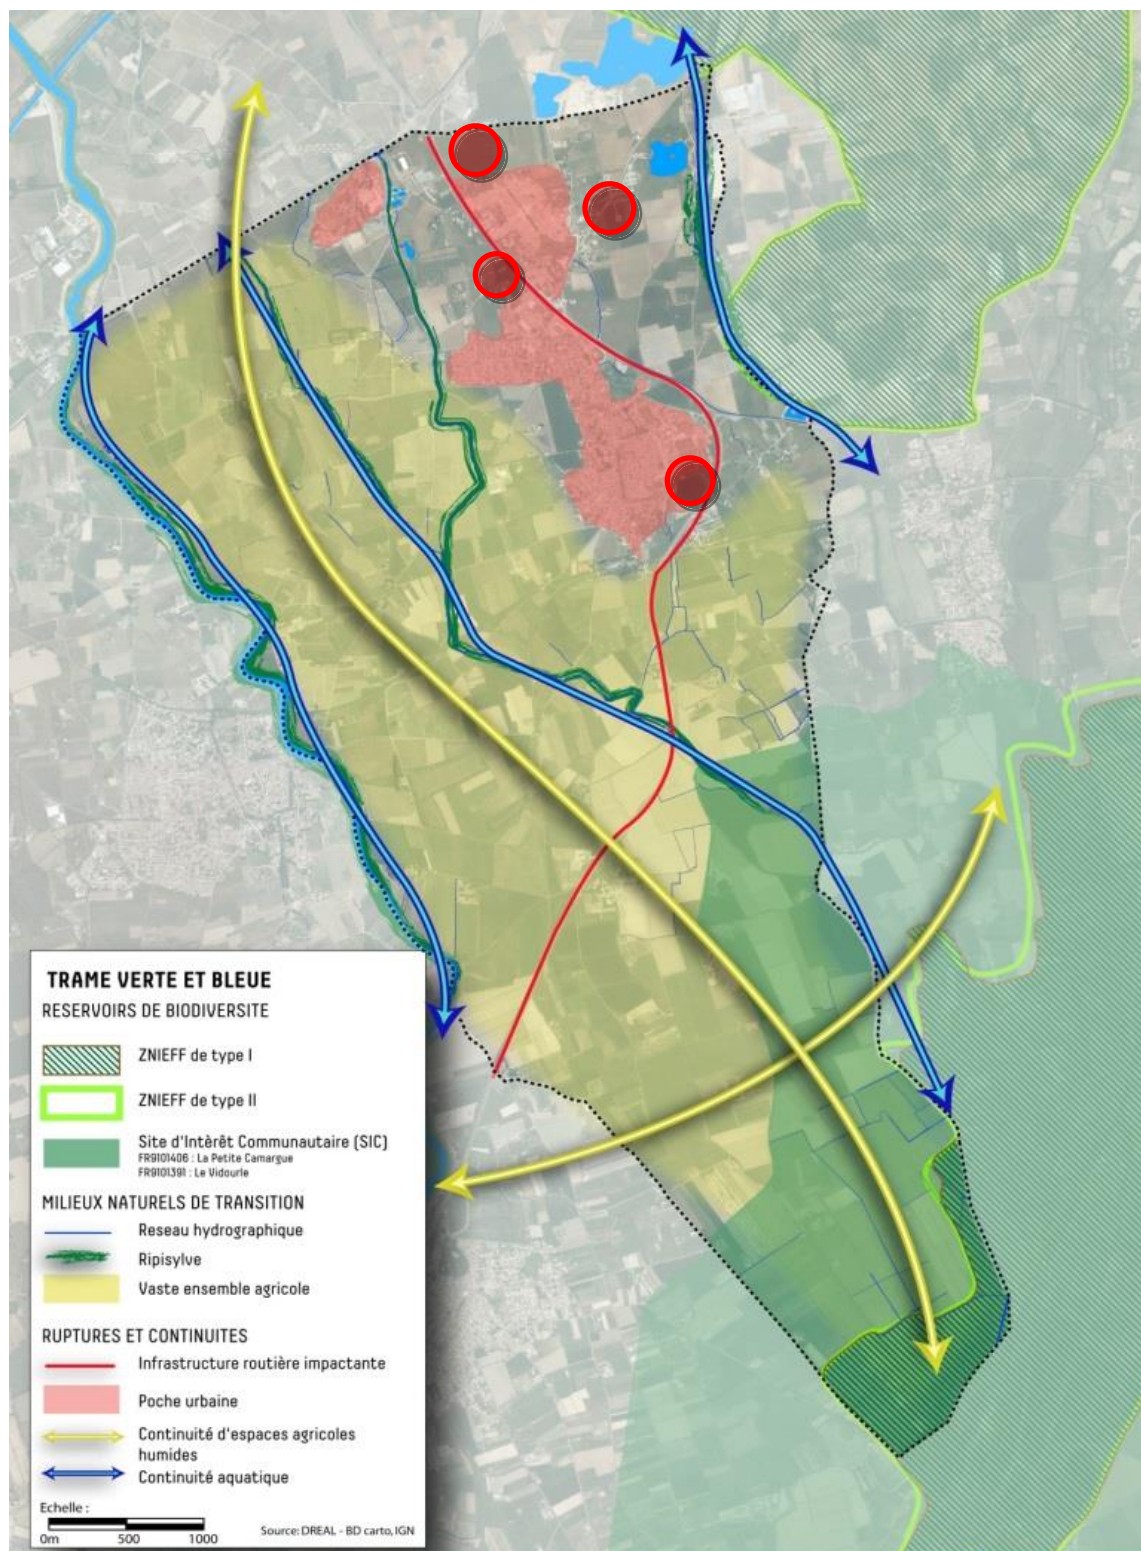 TRAME VERTE ET BLEUE
RESERVOIRS DE BIODIVERSITE
ZNIEFF de type I
ZNIEFF de type II
Site d'Intèrêt Communautaire (SIC)
FR9101406 : La Petite Camargue
FR9101391 : Le Vidourle
MILIEUX NATURELS DE TRANSITION
Reseau hydrographique
Ripisylve
Vaste ensemble agricole
RUPTURES ET CONTINUITES
Infrastructure routière impactante
Poche urbaine
Continuité d'espaces agricoles
humides
Continuité aquatique
Echelle :
0m 500 1000
Source: DREAL - BD carto, IGN